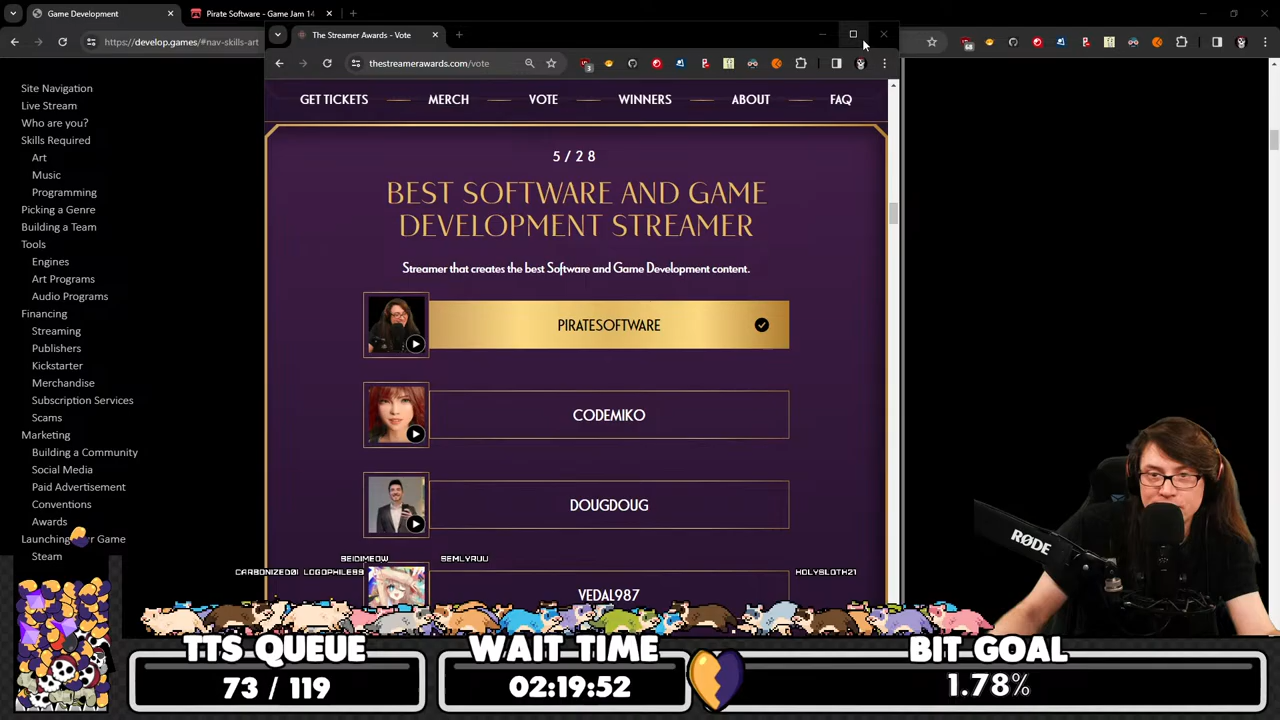 Game Development
Pirate Software - Game Jam 14
https://develop.games/#nav-skills-art
The Streamer Awards - Vote
thestreamerawards.com/vote
Site Navigation
Live Stream
Who are you?
Skills Required
Art
Music
Programming
Picking a Genre
Building a Team
Tools
Engines
Art Programs
Audio Programs
Financing
Streaming
Publishers
Kickstarter
Merchandise
Subscription Services
Scams
Marketing
Building a Community
Social Media
Paid Advertisement
Conventions
Awards
Launching Game
Steam
GET TICKETS
MERCH
VOTE
WINNERS
ABOUT
FAQ
5/28
BEST SOFTWARE AND GAME
DEVELOPMENT STREAMER
Streamer that creates the best Software and Game Development content.
PIRATESOFTWARE
CODEMIKO
DOUGDOUG
VEDAL987
BEIDIMEOW
SEMLYRUU
HOLYSLOTH21
RØDE
TTS QUEUE
73 / 119
WAIT TIME
02:19:52
BIT GOAL
1.78%